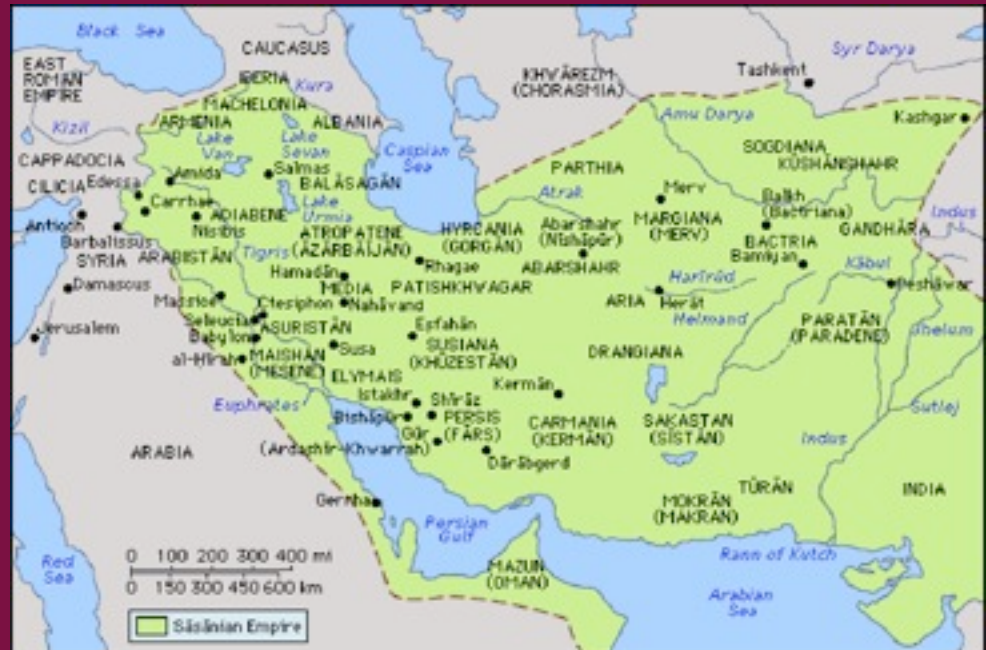 Black Sea
CAUCASUS
Syr Darya
EAST
ROMAN
EMPIRE
IBERIA
Kura
KHWĀREZM
(CHORASMIA)
Tashkent
MACHELONIA
Kizil
ARMENIA
ALBANIA
Amu Darya
Kashgar
Lake
Van
Lake
Sevan
Caspian
Sea
SOGDIANA
KŪSHĀNSHAHR
CAPPADOCIA
PARTHIA
CILICIA
Edessa
Amida
Salmas
BALĀSAGĀN
Atrak
Merv
Balkh
(Bactriana)
Carrhae
ADIABENE
Lake
Urmia
Antioch
Nisibis
ATROPATENE
(ĀZARBĀIJĀN)
HYRCANIA
(GORGĀN)
Abarshahr
(Nīshāpūr)
MARGIANA
(MERV)
GANDHĀRA
Indus
Barbalissus
SYRIA
ARABISTĀN
Tigris
Rhagae
ABARSHAHR
BACTRIA
Bamiyan
Hamadān
MEDIA
PATISHKHWAGAR
Harīrūd
Kābul
Damascus
Massice
Ctesiphon
Nahāvand
ARIA
Herāt
Peshāwar
Seleucia
ASURISTĀN
Eşfahān
Helmand
PARATĀN
(PARADENE)
Jhelum
Jerusalem
Babylon
Susa
SUSIANA
(KHŪZESTĀN)
al-Ḥīrah
MAISHĀN
(MESENE)
DRANGIANA
ELYMAIS
Kermān
Euphrates
Istakhr
Shīrāz
Sutlej
Bishāpūr
PERSIS
(FĀRS)
CARMANIA
(KERMĀN)
SAKASTAN
(SĪSTĀN)
Indus
Gūr
(Ardashīr-Khwarrah)
ARABIA
Dārābgerd
TŪRĀN
INDIA
Gerrha
MOKRĀN
(MAKRAN)
Persian
Gulf
Rann of Kutch
Red
Sea
0 100 200 300 400 mi
0 150 300 450 600 km
MAZUN
(OMAN)
Arabian
Sea
Sāsānian Empire